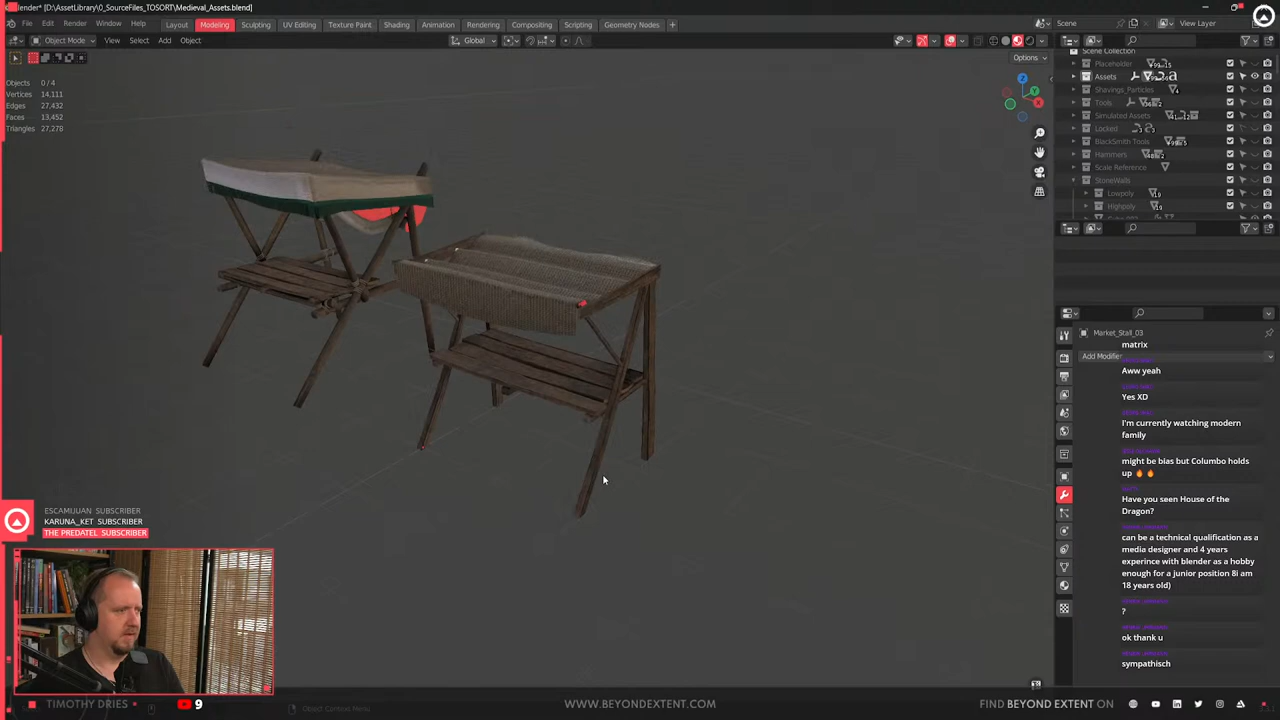 Blender* [D:\AssetLibrary\0_SourceFiles_TOSORT\Medieval_Assets.blend]
File Edit Render Window Help Layout Modeling Sculpting UV Editing Texture Paint Shading Animation Rendering Compositing Scripting Geometry Nodes Scene View Layer
Object Mode View Select Add Object Global
Options
Objects 0/4
Vertices 14,111
Edges 27,432
Faces 13,452
Triangles 27,278
Scene Collection
Placeholder
Assets
Shavings_Particles
Tools
Simulated Assets
Locked
BlackSmith Tools
Hammers
Scale Reference
StoneWalls
Lowpoly
Highpoly
Market_Stall_03
Add Modifier
matrix
Aww yeah
Yes XD
I'm currently watching modern
family
might be bias but Columbo holds
up 🔥🔥
Have you seen House of the
Dragon?
can be a technical qualification as a
media designer and 4 years
experince with blender as a hobby
enough for a junior position 8i am
18 years old)
?
ok thank u
sympathisch
ESCAMIJUAN SUBSCRIBER
KARUNA_KET SUBSCRIBER
THE PREDATEL SUBSCRIBER
Object Context Menu
TIMOTHY DRIES 9 WWW.BEYONDEXTENT.COM FIND BEYOND EXTENT ON